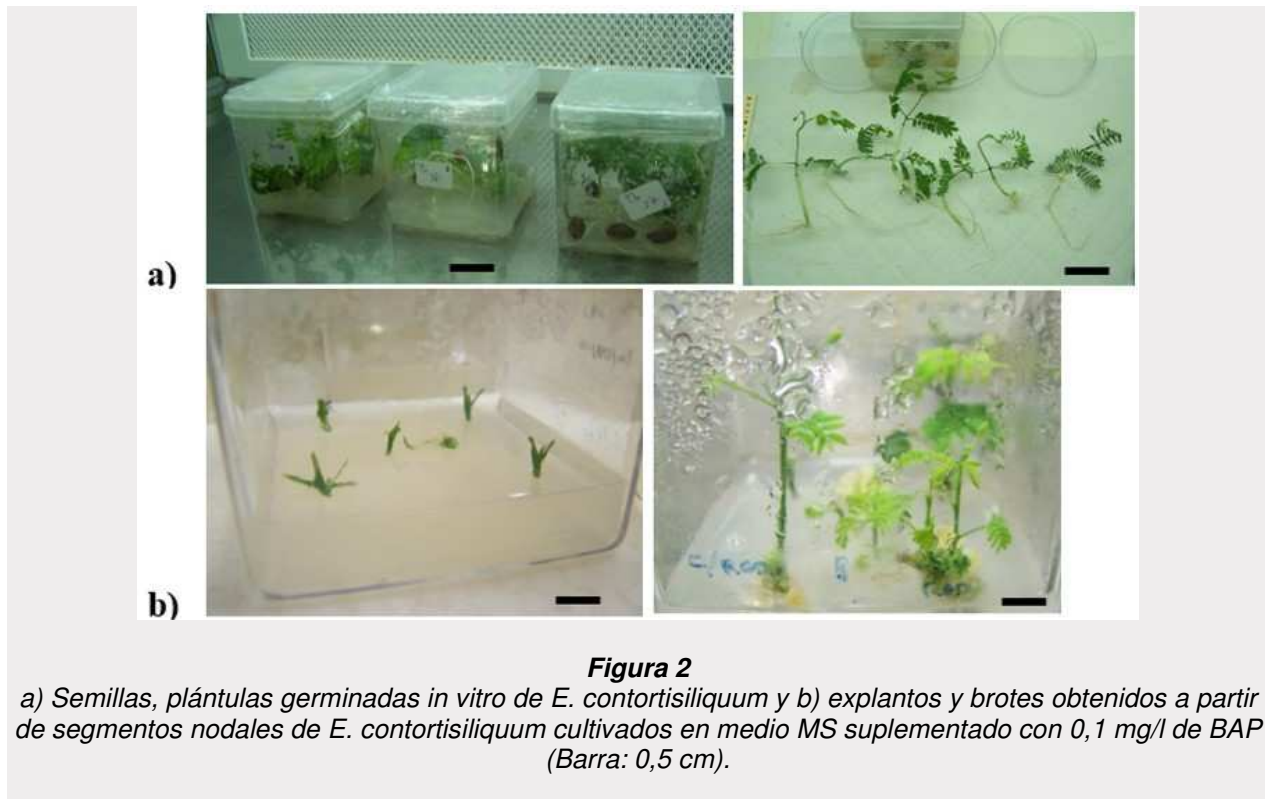 a)
b)
Figura 2
a) Semillas, plántulas germinadas in vitro de E. contortisiliquum y b) explantos y brotes obtenidos a partir
de segmentos nodales de E. contortisiliquum cultivados en medio MS suplementado con 0,1 mg/l de BAP
(Barra: 0,5 cm).